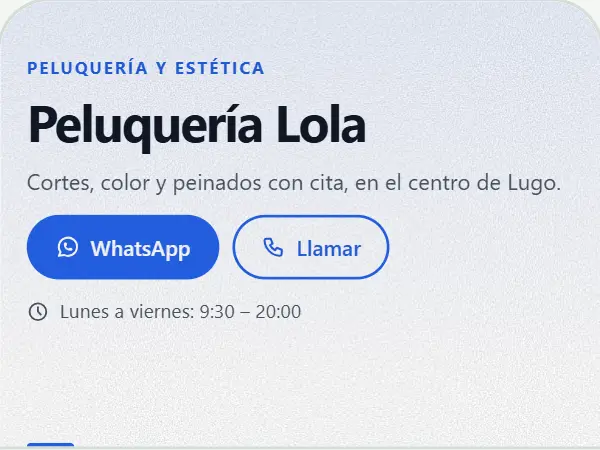 PELUQUERÍA Y ESTÉTICA
Peluquería Lola
Cortes, color y peinados con cita, en el centro de Lugo.
WhatsApp
Llamar
Lunes a viernes: 9:30 – 20:00